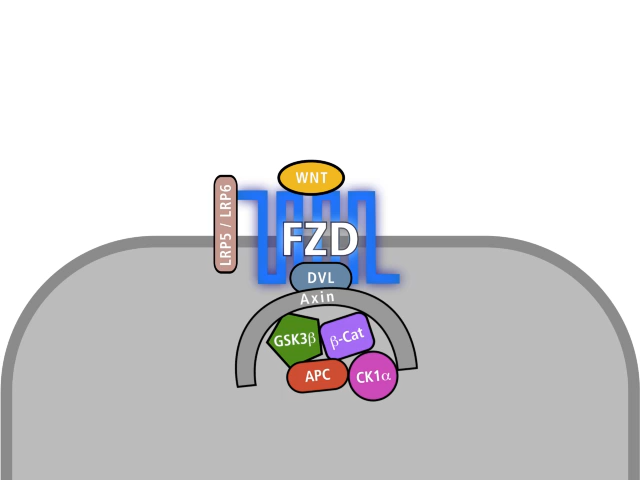 WNT
LRP5 / LRP6
FZD
DVL
Axin
GSK3β
β-Cat
APC
CK1α